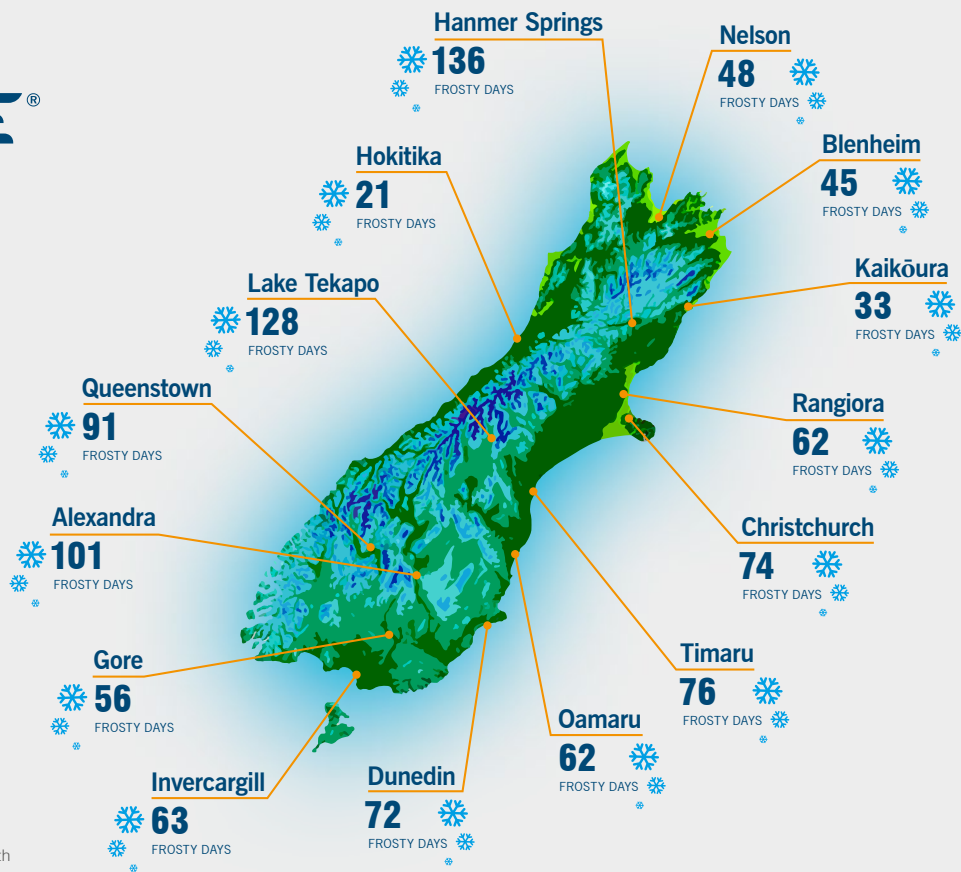 Hanmer Springs
136
FROSTY DAYS
Nelson
48
FROSTY DAYS
®
Hokitika
21
FROSTY DAYS
Blenheim
45
FROSTY DAYS
Lake Tekapo
128
FROSTY DAYS
Kaikōura
33
FROSTY DAYS
Queenstown
91
FROSTY DAYS
Rangiora
62
FROSTY DAYS
Alexandra
101
FROSTY DAYS
Christchurch
74
FROSTY DAYS
Gore
56
FROSTY DAYS
Timaru
76
FROSTY DAYS
Oamaru
62
FROSTY DAYS
Invercargill
63
FROSTY DAYS
Dunedin
72
FROSTY DAYS